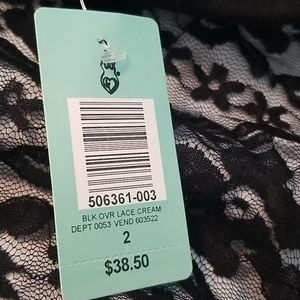 506361-003
BLK OVR LACE CREAM
DEPT 0053 VEND 603522
2
$38.50